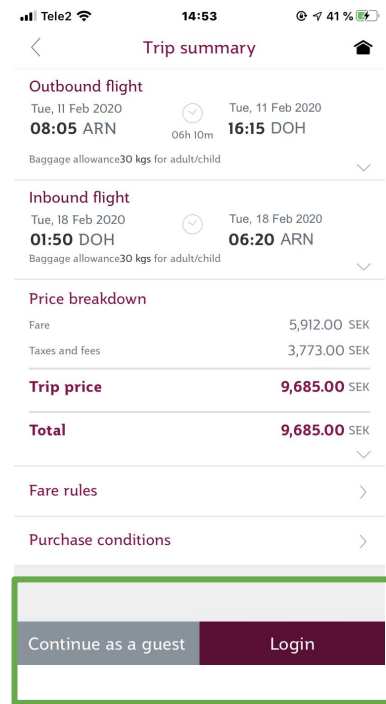 Tele2 14:53 41 %
Trip summary
Outbound flight
Tue, 11 Feb 2020 Tue, 11 Feb 2020
08:05 ARN 06h 10m 16:15 DOH
Baggage allowance30 kgs for adult/child
Inbound flight
Tue, 18 Feb 2020 Tue, 18 Feb 2020
01:50 DOH 06:20 ARN
Baggage allowance30 kgs for adult/child
Price breakdown
Fare 5,912.00 SEK
Taxes and fees 3,773.00 SEK
Trip price 9,685.00 SEK
Total 9,685.00 SEK
Fare rules
Purchase conditions
Continue as a guest Login